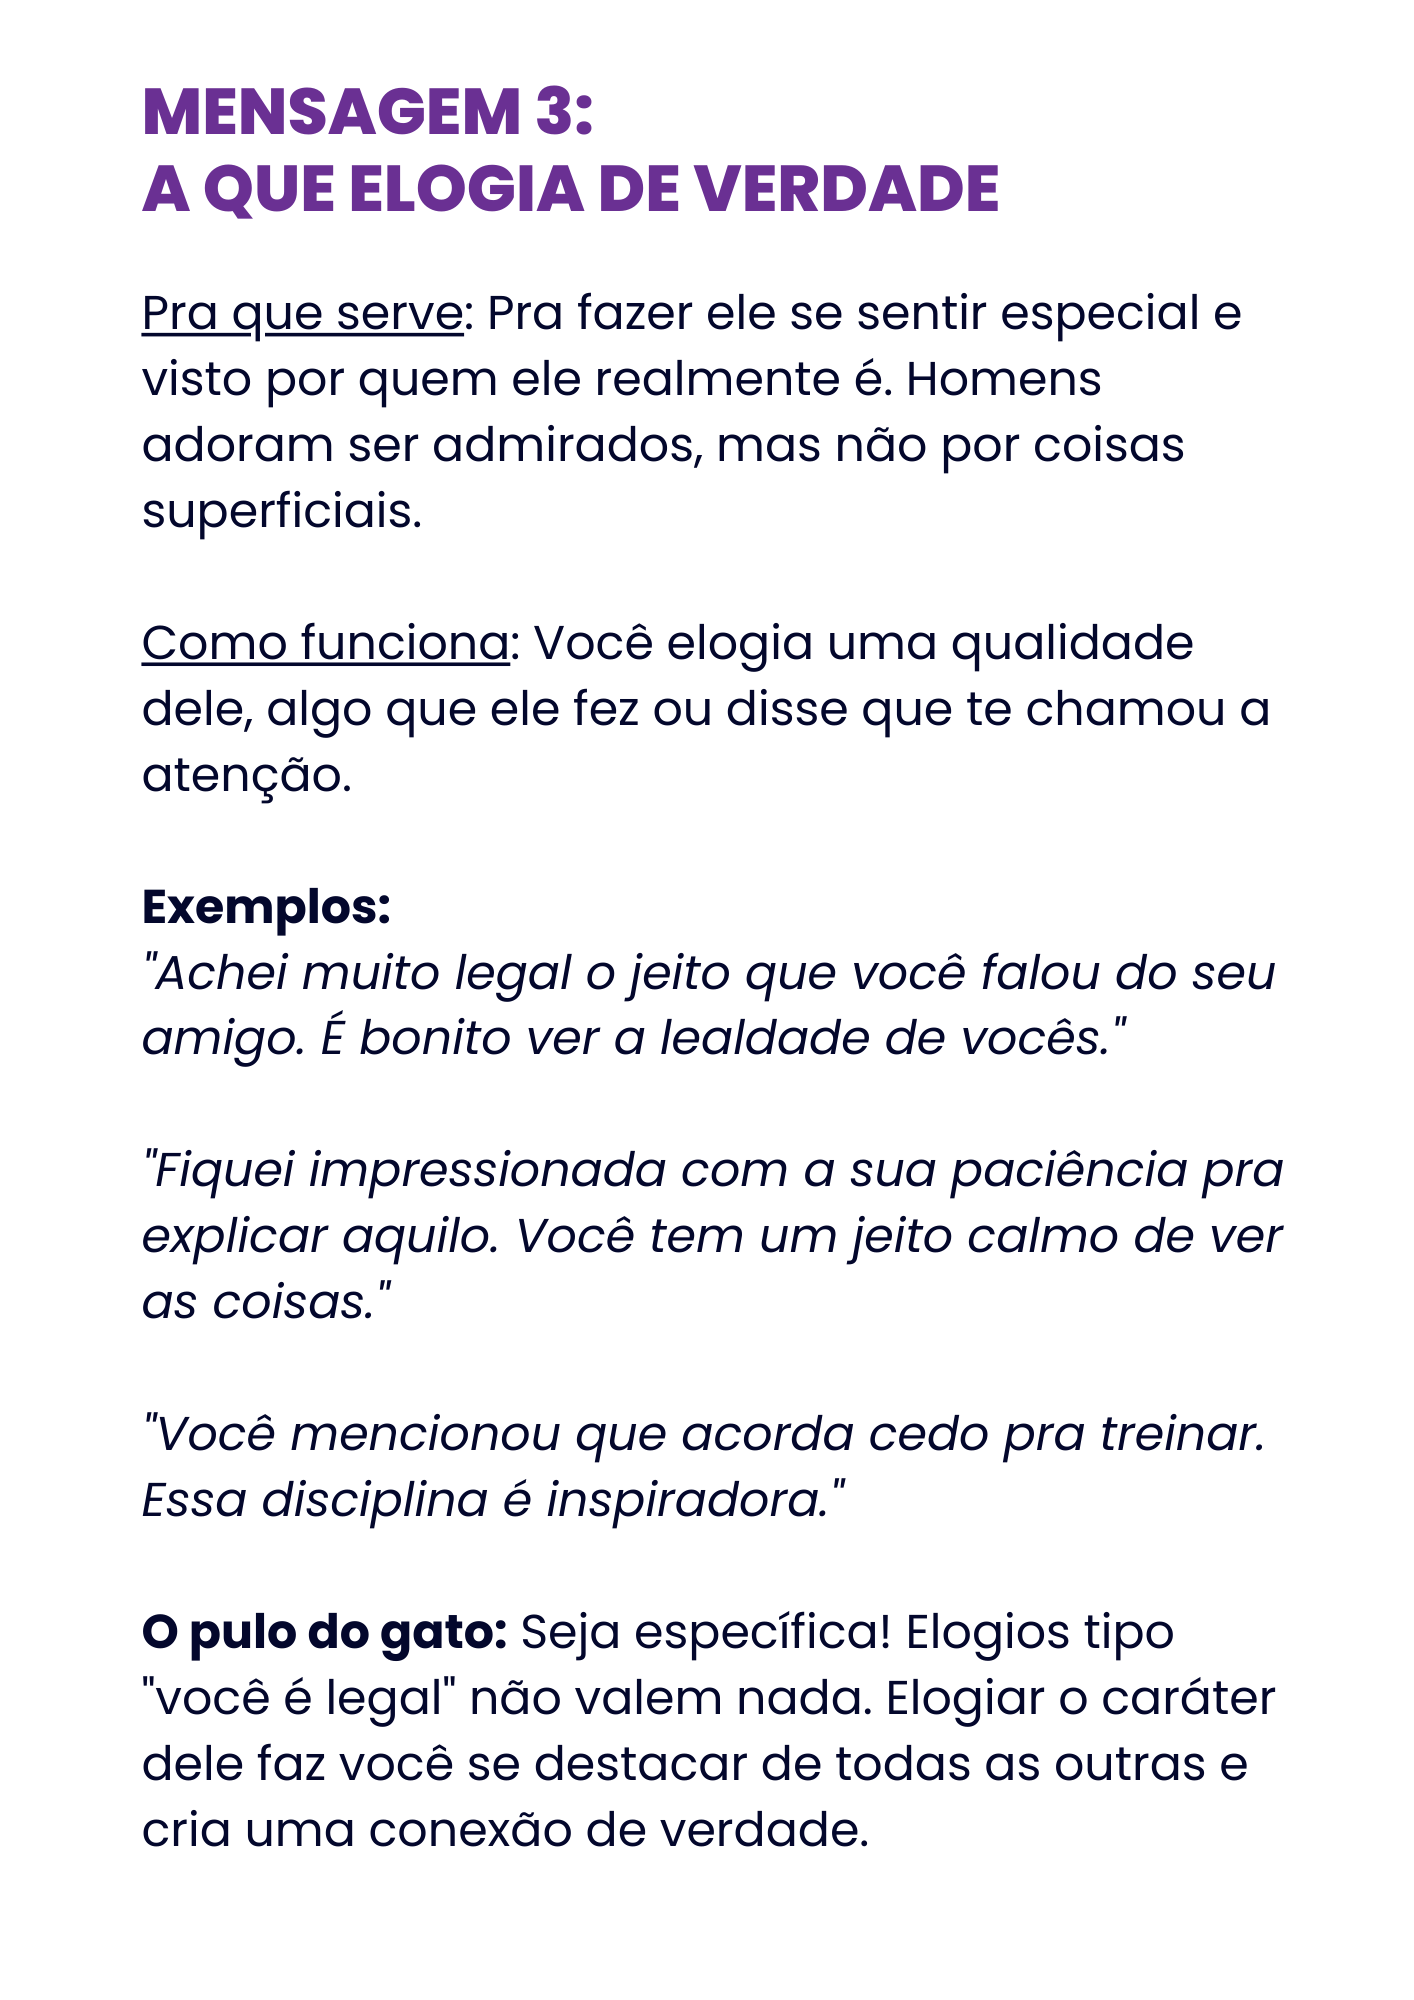 MENSAGEM 3:
A QUE ELOGIA DE VERDADE
Pra que serve: Pra fazer ele se sentir especial e
visto por quem ele realmente é. Homens
adoram ser admirados, mas não por coisas
superficiais.
Como funciona: Você elogia uma qualidade
dele, algo que ele fez ou disse que te chamou a
atenção.
Exemplos:
"Achei muito legal o jeito que você falou do seu
amigo. É bonito ver a lealdade de vocês."
"Fiquei impressionada com a sua paciência pra
explicar aquilo. Você tem um jeito calmo de ver
as coisas."
"Você mencionou que acorda cedo pra treinar.
Essa disciplina é inspiradora."
O pulo do gato: Seja específica! Elogios tipo
"você é legal" não valem nada. Elogiar o caráter
dele faz você se destacar de todas as outras e
cria uma conexão de verdade.